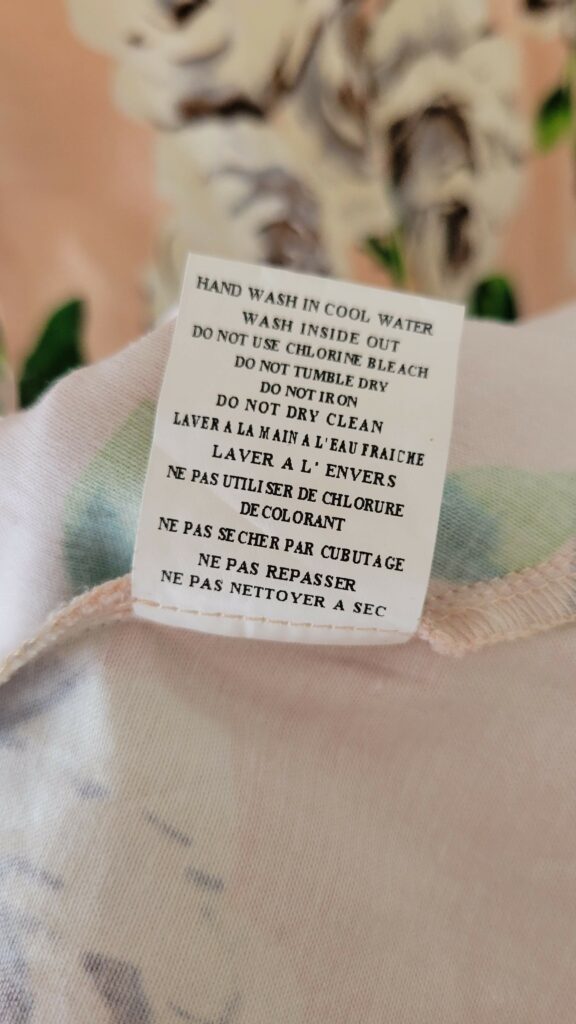 HAND WASH IN COOL WATER
WASH INSIDE OUT
DO NOT USE CHLORINE BLEACH
DO NOT TUMBLE DRY
DO NOT IRON
DO NOT DRY CLEAN
LAVER A LA MAIN A L'EAU FRAICHE
LAVER A L' ENVERS
NE PAS UTILISER DE CHLORURE
DECOLORANT
NE PAS SECHER PAR CUBUTAGE
NE PAS REPASSER
NE PAS NETTOYER A SEC